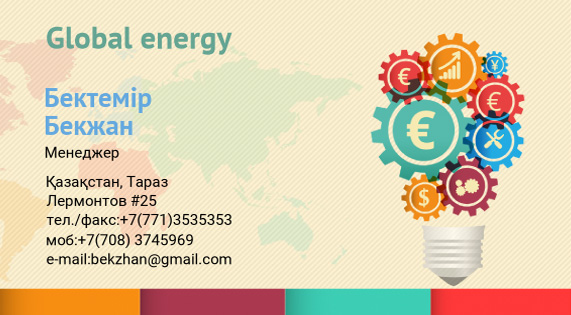 Global energy
Бектемір
Бекжан
Менеджер
Қазақстан, Тараз
Лермонтов #25
тел./факс:+7(771)3535353
моб:+7(708) 3745969
e-mail:bekzhan@gmail.com
€
¥
€
€
$